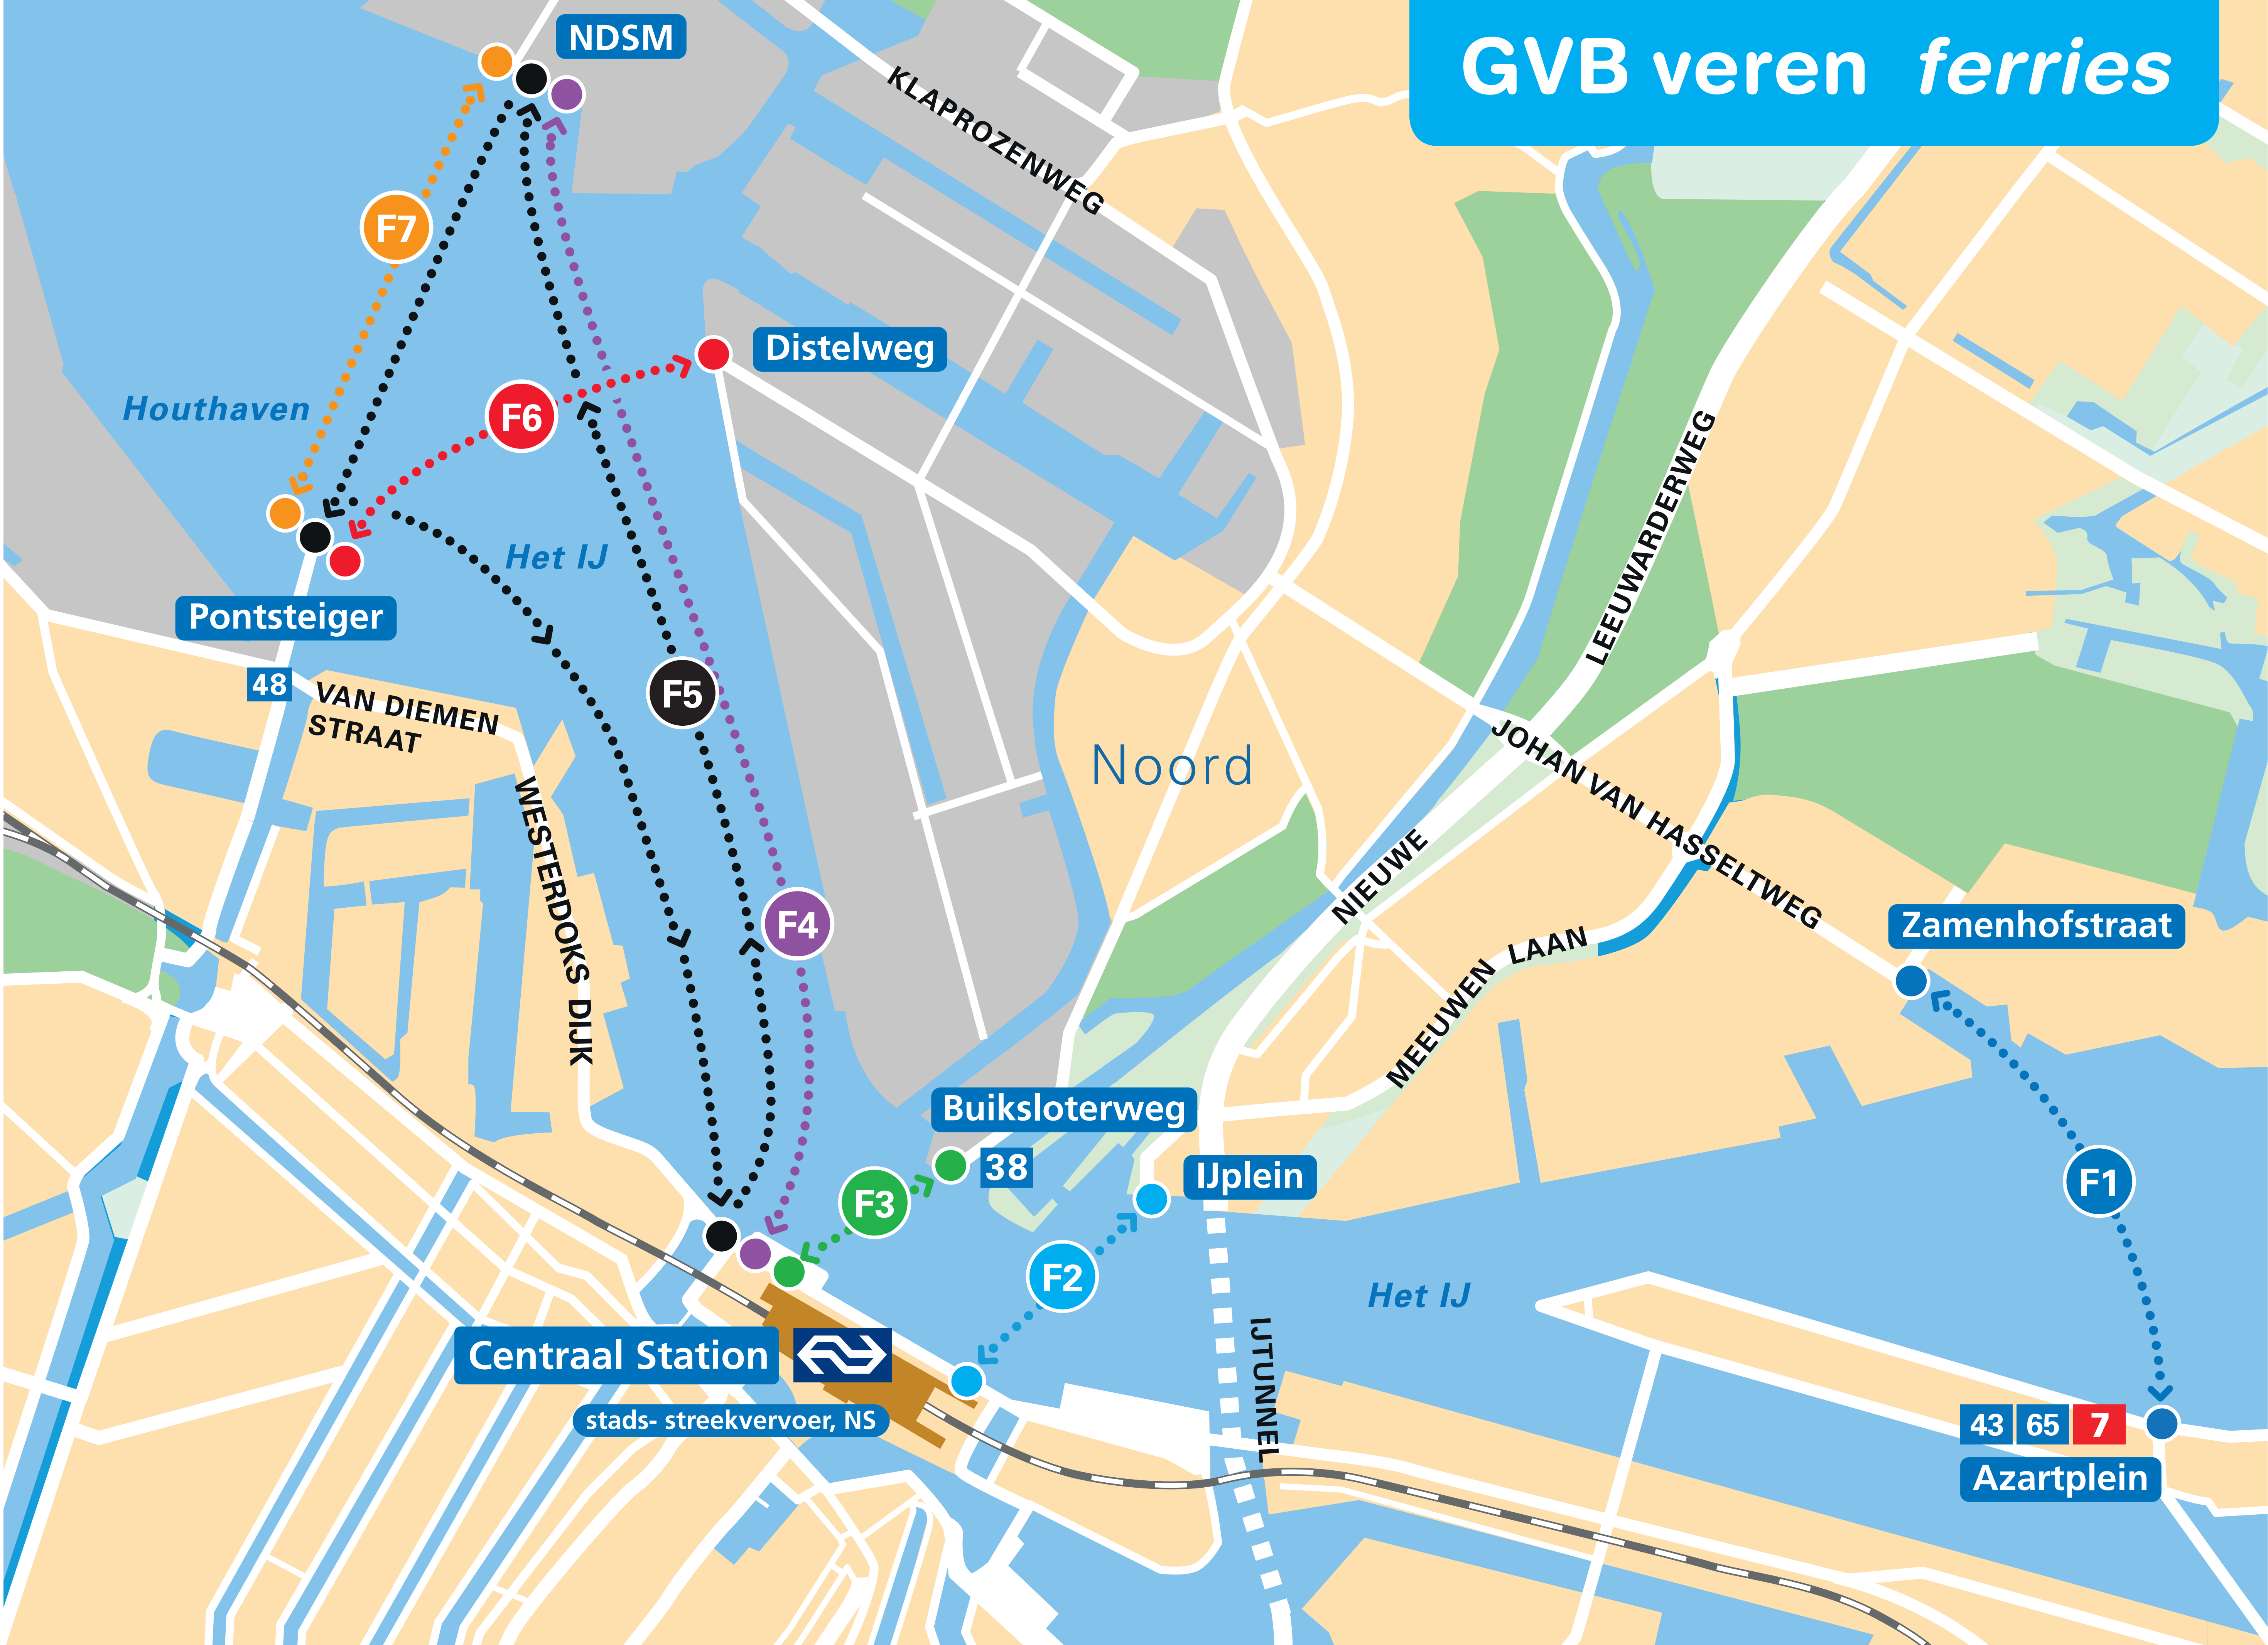 GVB veren ferries
NDSM
KLAPROZENWEG
F7
Distelweg
F6
Houthaven
Het IJ
Pontsteiger
48
VAN DIEMEN
STRAAT
F5
LEEUWARDERWEG
JOHAN VAN HASSELTWEG
Noord
WESTERDOKS DIJK
NIEUWE
F4
MEEUWEN LAAN
Zamenhofstraat
Buiksloterweg
38
IJplein
F3
F1
F2
Het IJ
IJTUNNEL
Centraal Station
stads- streekvervoer, NS
43 65 7
Azartplein